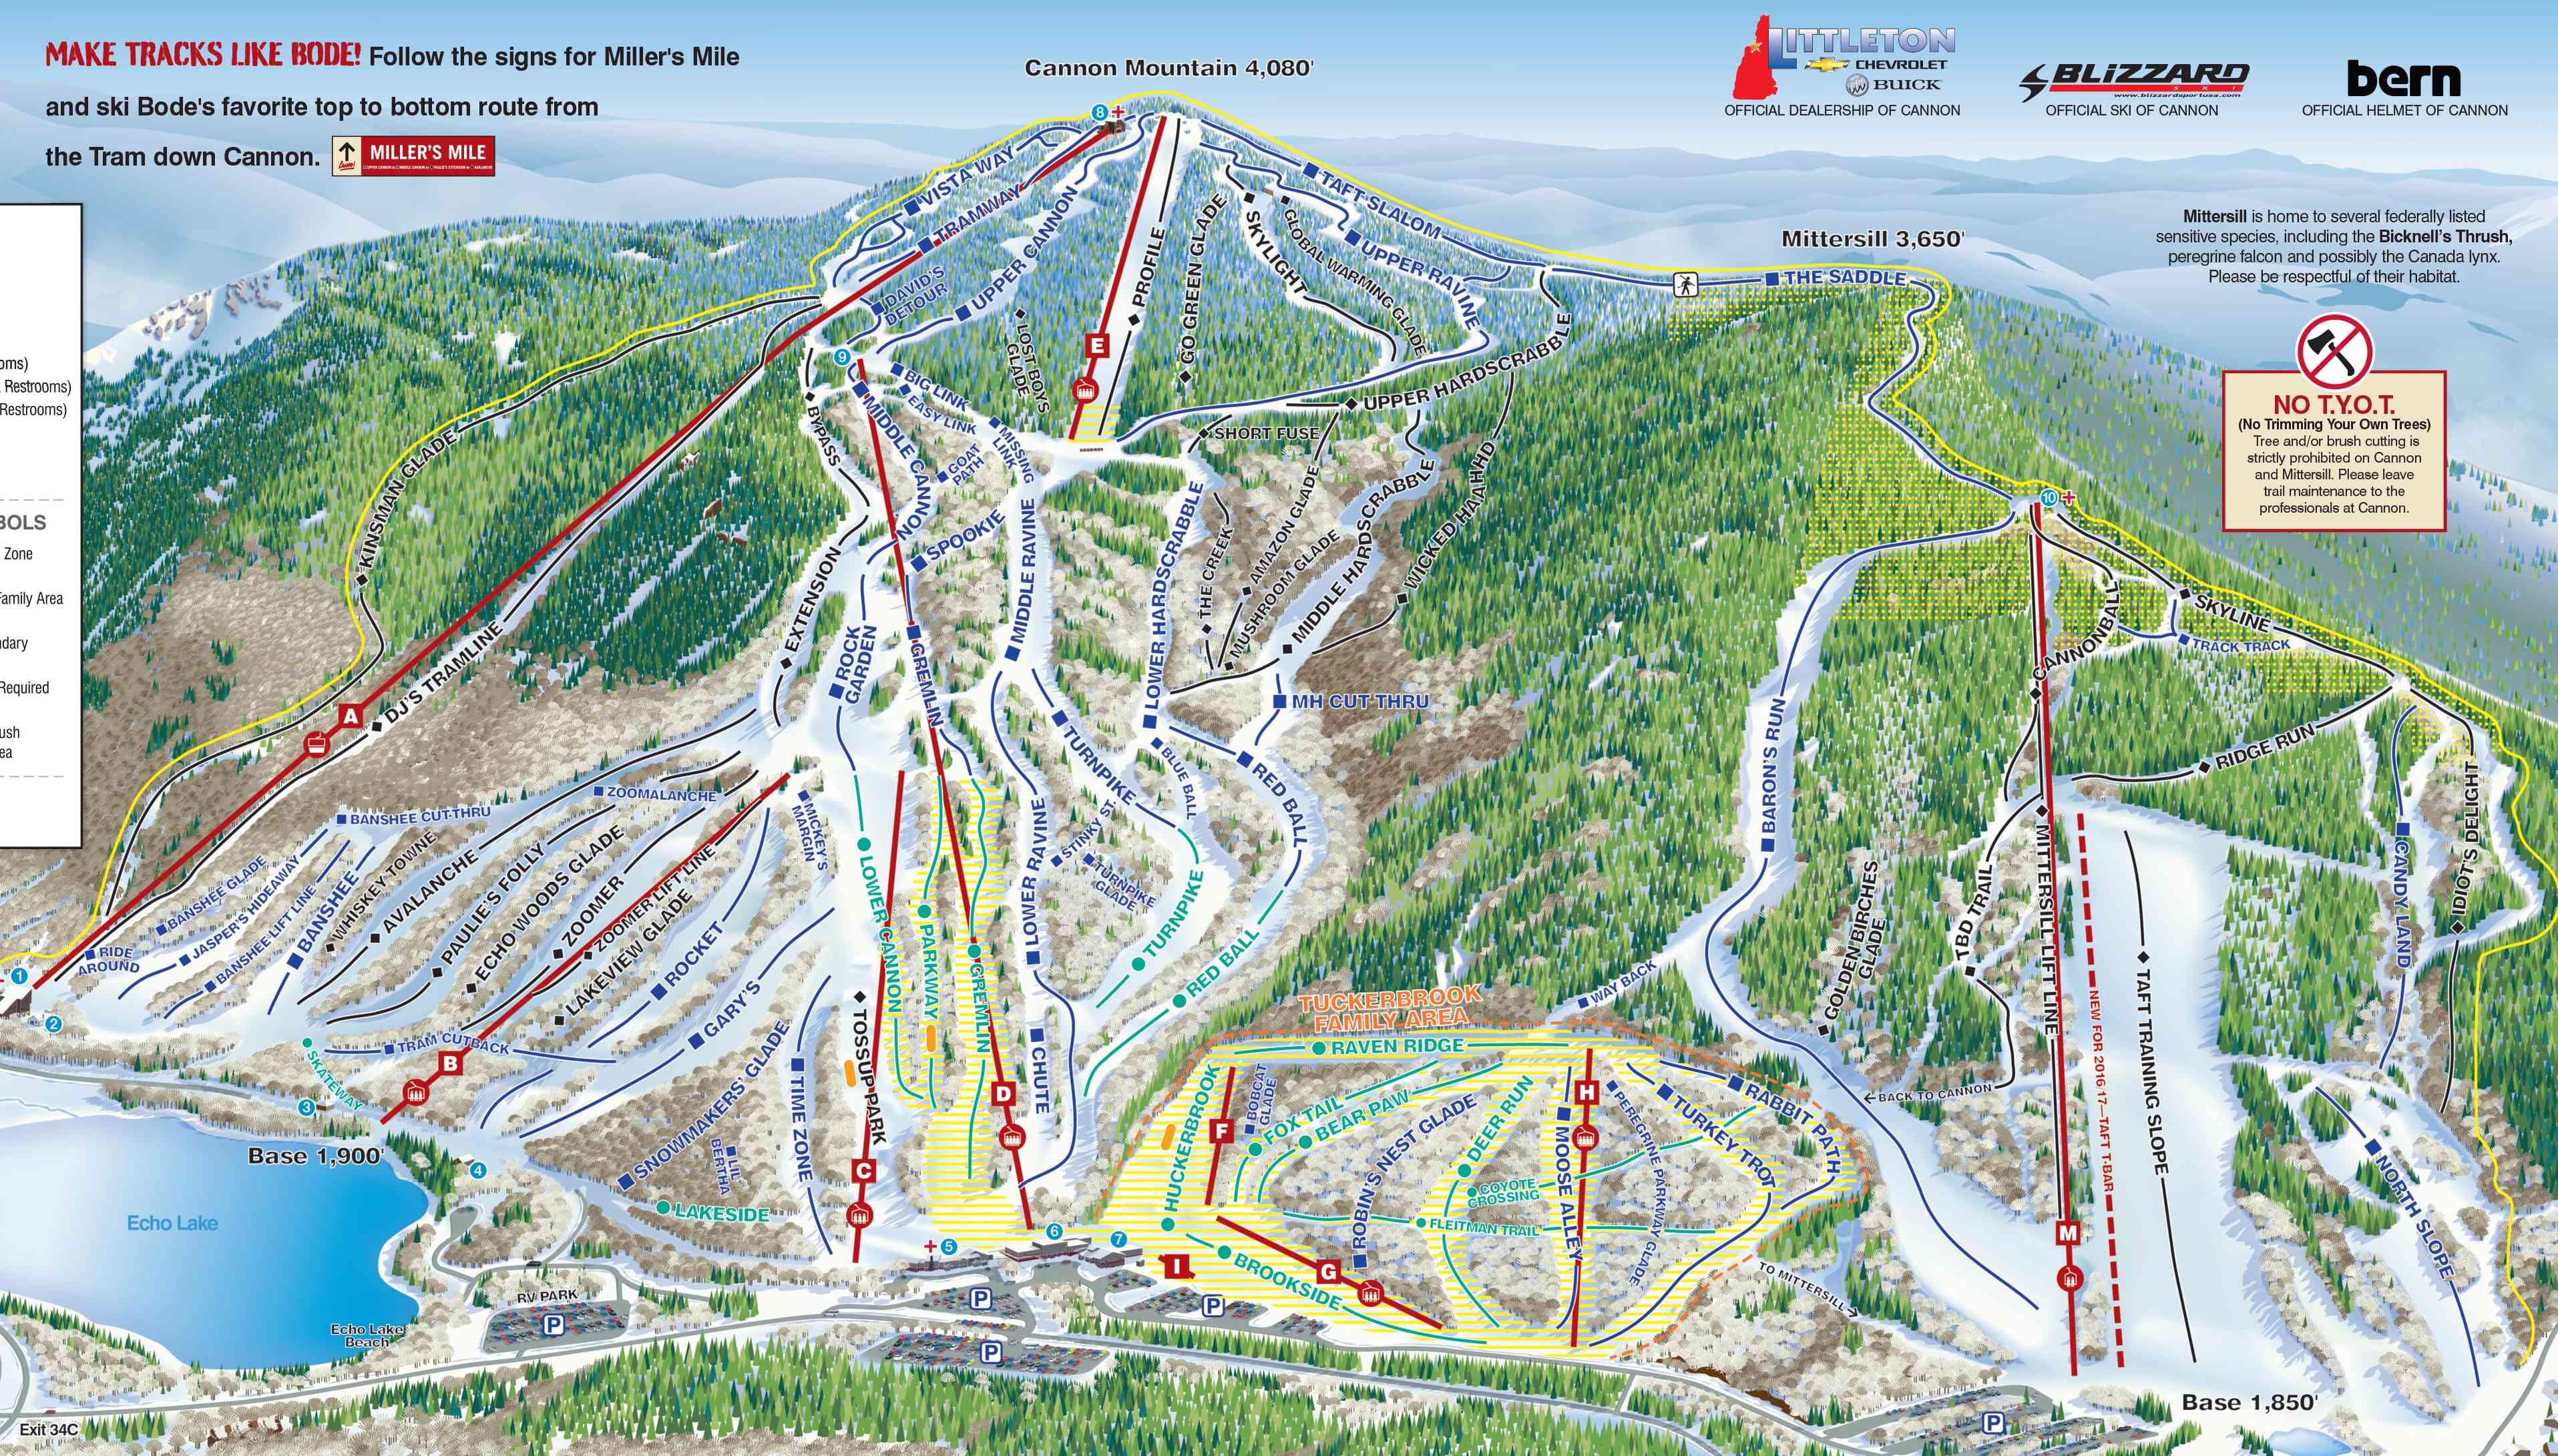 MAKE TRACKS LIKE BODE! Follow the signs for Miller's Mile
and ski Bode's favorite top to bottom route from
the Tram down Cannon.
MILLER'S MILE
Cannon Mountain 4,080'
LITTLETON
CHEVROLET
BUICK
OFFICIAL DEALERSHIP OF CANNON
BLIZZARD
SKI
www.blizzardsportusa.com
OFFICIAL SKI OF CANNON
bern
OFFICIAL HELMET OF CANNON
Mittersill is home to several federally listed
sensitive species, including the Bicknell's Thrush,
peregrine falcon and possibly the Canada lynx.
Please be respectful of their habitat.
NO T.Y.O.T.
(No Trimming Your Own Trees)
Tree and/or brush cutting is
strictly prohibited on Cannon
and Mittersill. Please leave
trail maintenance to the
professionals at Cannon.
oms)
Restrooms)
Restrooms)
BOLS
Zone
Family Area
ndary
Required
ush
ea
8
VISTA WAY
TRAMWAY
UPPER CANNON
DAVID'S
DETOUR
LOST BOYS
GLADE
PROFILE
E
GO GREEN GLADE
SKYLIGHT
GLOBAL WARMING GLADE
TAFT SLALOM
UPPER RAVINE
UPPER HARDSCRABBLE
Mittersill 3,650'
THE SADDLE
9
BIG LINK
EASY LINK
MISSING
LINK
GOAT
PATH
BYPASS
MIDDLE CANNON
SPOOKIE
SHORT FUSE
KINSMAN GLADE
A
DJ'S TRAMLINE
EXTENSION
ROCK
GARDEN
GREMLIN
MIDDLE RAVINE
LOWER HARDSCRABBLE
THE CREEK
AMAZON GLADE
MUSHROOM GLADE
MIDDLE HARDSCRABBLE
WICKED HAAAHD
MH CUT THRU
TURNPIKE
BLUE BALL
RED BALL
STINKY ST.
TURNPIKE
GLADE
TURNPIKE
RED BALL
10
SKYLINE
TRACK TRACK
CANNONBALL
RIDGE RUN
BARON'S RUN
MITTERSILL LIFT LINE
TBD TRAIL
GOLDEN BIRCHES
GLADE
CANDY LAND
IDIOT'S DELIGHT
NEW FOR 2016/17—TAFT T-BAR
TAFT TRAINING SLOPE
NORTH SLOPE
M
BACK TO CANNON
WAY BACK
TO MITTERSILL
Base 1,850'
P
ZOOMALANCHE
BANSHEE CUT-THRU
BANSHEE GLADE
JASPER'S HIDEAWAY
BANSHEE LIFT LINE
BANSHEE
WHISKEY TOWNE
AVALANCHE
PAULIE'S FOLLY
ECHO WOODS GLADE
ZOOMER
ZOOMER LIFT LINE
LAKEVIEW GLADE
ROCKET
GARY'S
MICKEY'S
MARGIN
RIDE
AROUND
1
2
3
4
SKATEWAY
TRAM CUTBACK
B
Base 1,900'
SNOWMAKERS' GLADE
LIL'
BERTHA
TIME ZONE
LAKESIDE
LOWER CANNON
PARKWAY
GREMLIN
LOWER RAVINE
CHUTE
TOSSUP PARK
C
D
5
6
7
TUCKERBROOK
FAMILY AREA
RAVEN RIDGE
HUCKERBROOK
F
BOBCAT
GLADE
FOX TAIL
BEAR PAW
ROBIN'S NEST GLADE
DEER RUN
COYOTE
CROSSING
FLEITMAN TRAIL
MOOSE ALLEY
H
PEREGRINE PARKWAY GLADE
TURKEY TROT
RABBIT PATH
BROOKSIDE
G
I
Echo Lake
Echo Lake
Beach
RV PARK
P
P
P
P
Exit 34C